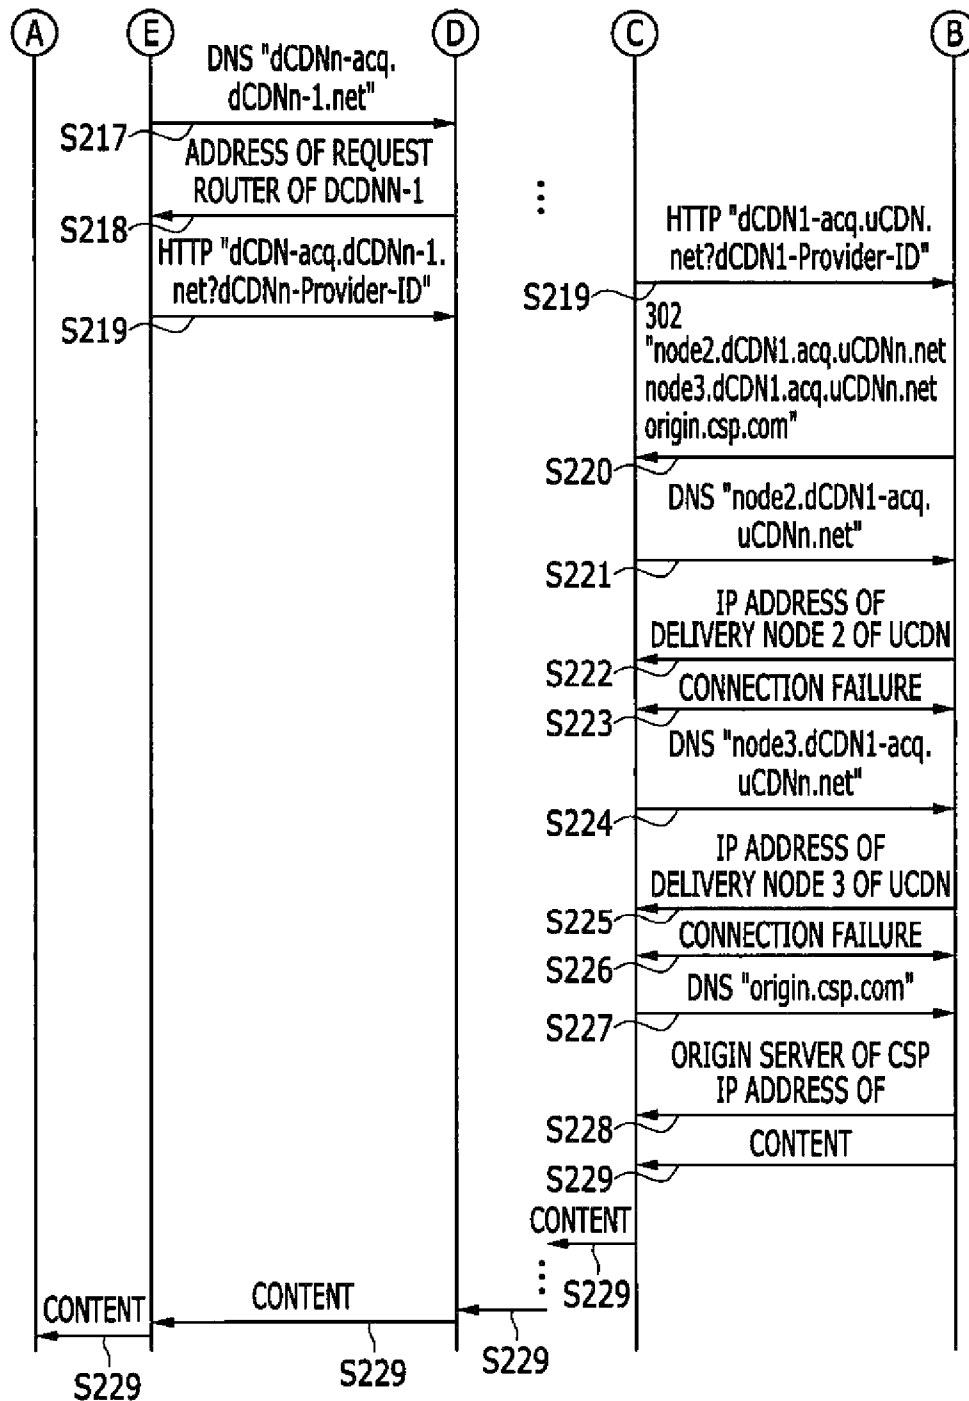 A
E
D
C
B
DNS "dCDNn-acq.
dCDNn-1.net"
S217
ADDRESS OF REQUEST
ROUTER OF DCDNN-1
S218
HTTP "dCDN-acq.dCDNn-1.
net?dCDNn-Provider-ID"
S219
HTTP "dCDN1-acq.uCDN.
net?dCDN1-Provider-ID"
S219
302
"node2.dCDN1.acq.uCDNn.net
node3.dCDN1.acq.uCDNn.net
origin.csp.com"
S220
DNS "node2.dCDN1-acq.
uCDNn.net"
S221
IP ADDRESS OF
DELIVERY NODE 2 OF UCDN
S222
CONNECTION FAILURE
S223
DNS "node3.dCDN1-acq.
uCDNn.net"
S224
IP ADDRESS OF
DELIVERY NODE 3 OF UCDN
S225
CONNECTION FAILURE
S226
DNS "origin.csp.com"
S227
ORIGIN SERVER OF CSP
IP ADDRESS OF
S228
CONTENT
S229
CONTENT
S229
S229
CONTENT
S229
CONTENT
S229